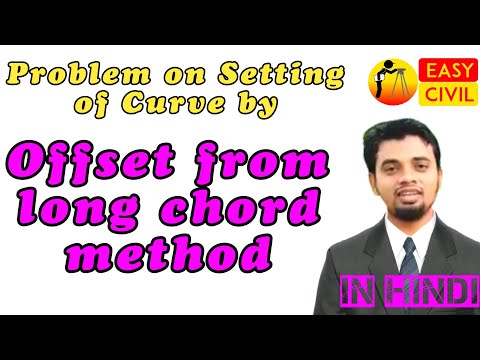 Problem on Setting
of Curve by
EASY
CIVIL
Offset from
long chord
method
IN HINDI